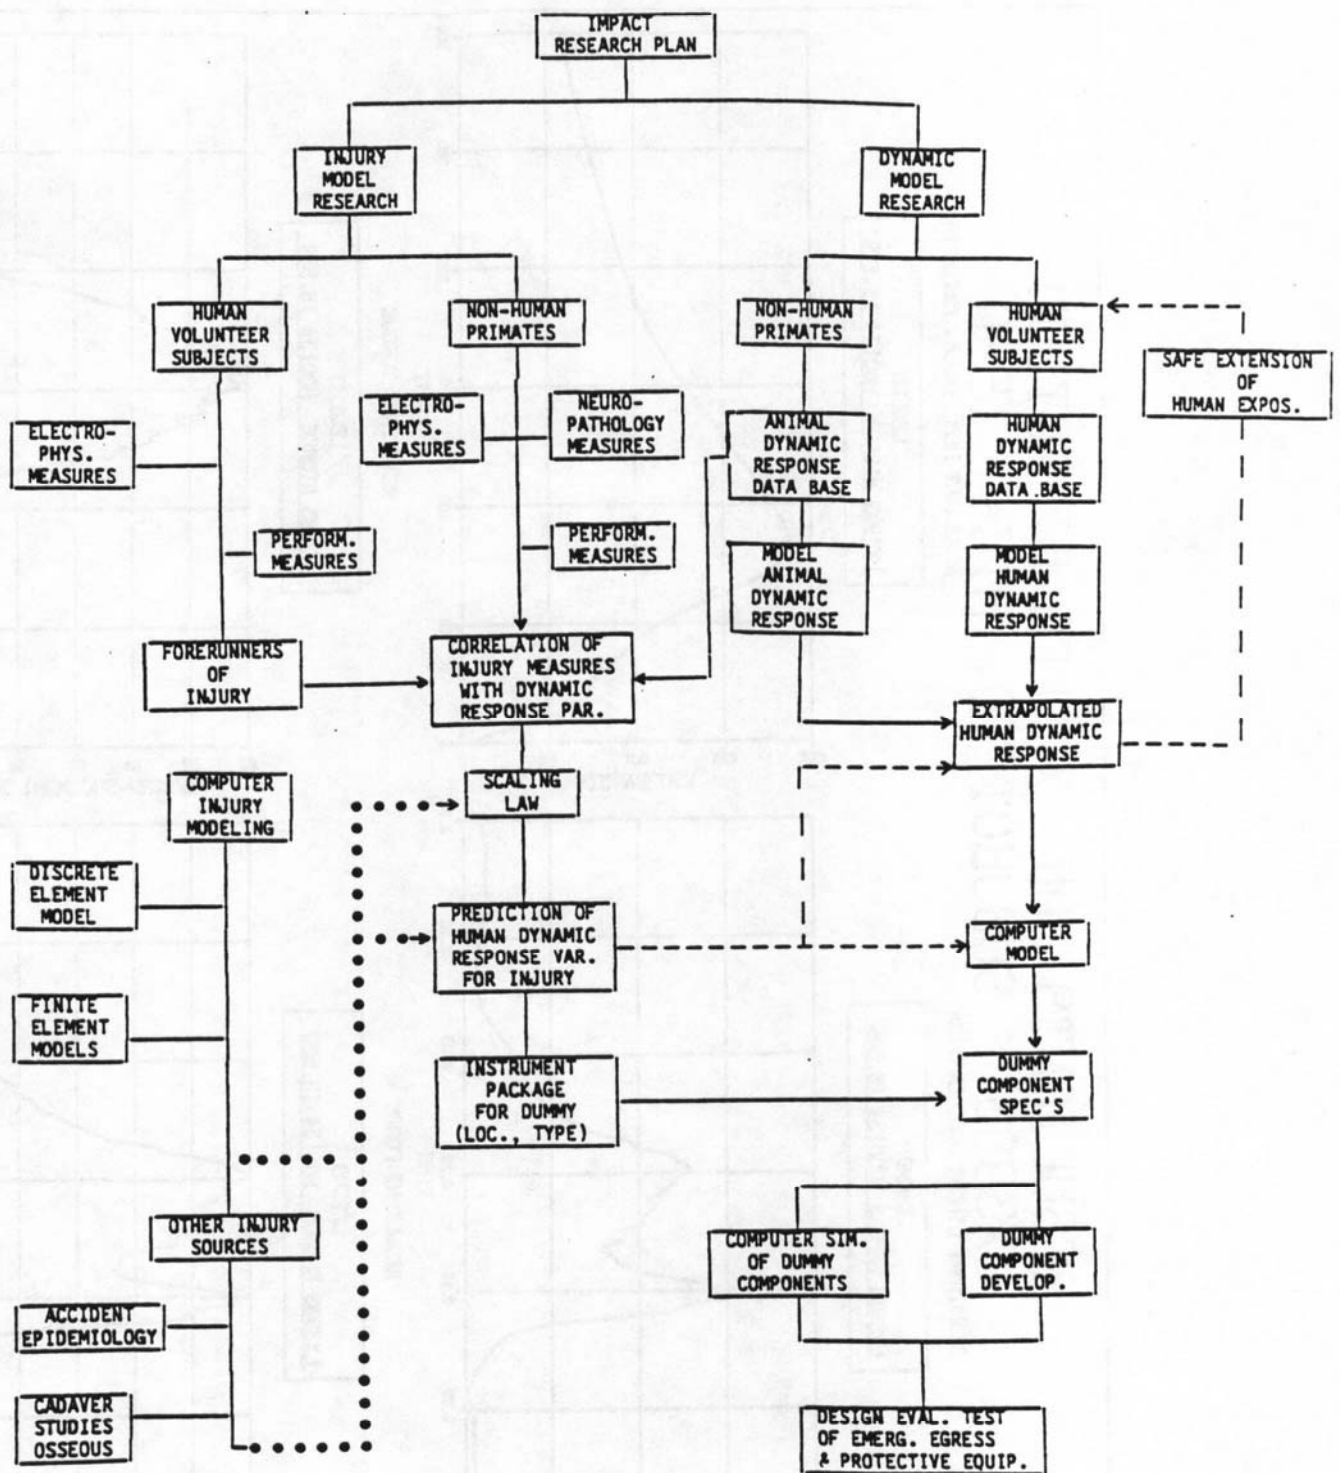 IMPACT
RESEARCH PLAN
INJURY
MODEL
RESEARCH
DYNAMIC
MODEL
RESEARCH
HUMAN
VOLUNTEER
SUBJECTS
NON-HUMAN
PRIMATES
NON-HUMAN
PRIMATES
HUMAN
VOLUNTEER
SUBJECTS
SAFE EXTENSION
OF
HUMAN EXPOS.
ELECTRO-
PHYS.
MEASURES
ELECTRO-
PHYS.
MEASURES
NEURO-
PATHOLOGY
MEASURES
ANIMAL
DYNAMIC
RESPONSE
DATA BASE
HUMAN
DYNAMIC
RESPONSE
DATA.BASE
PERFORM.
MEASURES
PERFORM.
MEASURES
MODEL
ANIMAL
DYNAMIC
RESPONSE
MODEL
HUMAN
DYNAMIC
RESPONSE
FORERUNNERS
OF
INJURY
CORRELATION OF
INJURY MEASURES
WITH DYNAMIC
RESPONSE PAR.
EXTRAPOLATED
HUMAN DYNAMIC
RESPONSE
COMPUTER
INJURY
MODELING
SCALING
LAW
DISCRETE
ELEMENT
MODEL
PREDICTION OF
HUMAN DYNAMIC
RESPONSE VAR.
FOR INJURY
COMPUTER
MODEL
FINITE
ELEMENT
MODELS
INSTRUMENT
PACKAGE
FOR DUMMY
(LOC., TYPE)
DUMMY
COMPONENT
SPEC'S
OTHER INJURY
SOURCES
COMPUTER SIM.
OF DUMMY
COMPONENTS
DUMMY
COMPONENT
DEVELOP.
ACCIDENT
EPIDEMIOLOGY
CADAVER
STUDIES
OSSEOUS
DESIGN EVAL. TEST
OF EMERG. EGRESS
& PROTECTIVE EQUIP.